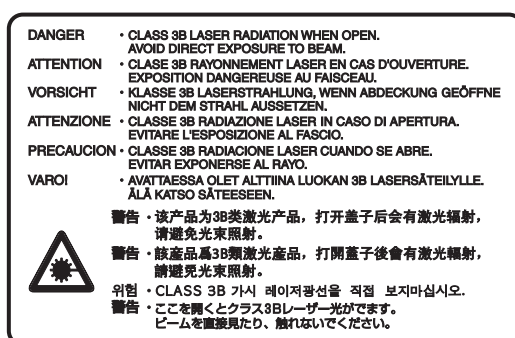 DANGER · CLASS 3B LASER RADIATION WHEN OPEN.
AVOID DIRECT EXPOSURE TO BEAM.
ATTENTION · CLASE 3B RAYONNEMENT LASER EN CAS D'OUVERTURE.
EXPOSITION DANGEREUSE AU FAISCEAU.
VORSICHT · KLASSE 3B LASERSTRAHLUNG, WENN ABDECKUNG GEÖFFNE
NICHT DEM STRAHL AUSSETZEN.
ATTENZIONE · CLASSE 3B RADIAZIONE LASER IN CASO DI APERTURA.
EVITARE L'ESPOSIZIONE AL FASCIO.
PRECAUCION · CLASSE 3B RADIACIONE LASER CUANDO SE ABRE.
EVITAR EXPONERSE AL RAYO.
VAROI · AVATTAESSA OLET ALTTIINA LUOKAN 3B LASERSÄTEILYLLE.
ÄLÄ KATSO SÄTEESEEN.
警告 · 该产品为3B类激光产品，打开盖子后会有激光辐射，
请避免光束照射。
警告 · 該産品爲3B類激光産品，打開蓋子後會有激光輻射，
請避免光束照射。
위험 · CLASS 3B 가시 레이저광선을 직접 보지마십시오.
警告 · ここを開くとクラス3Bレーザー光がでます。
ビームを直接見たり、触れないでください。